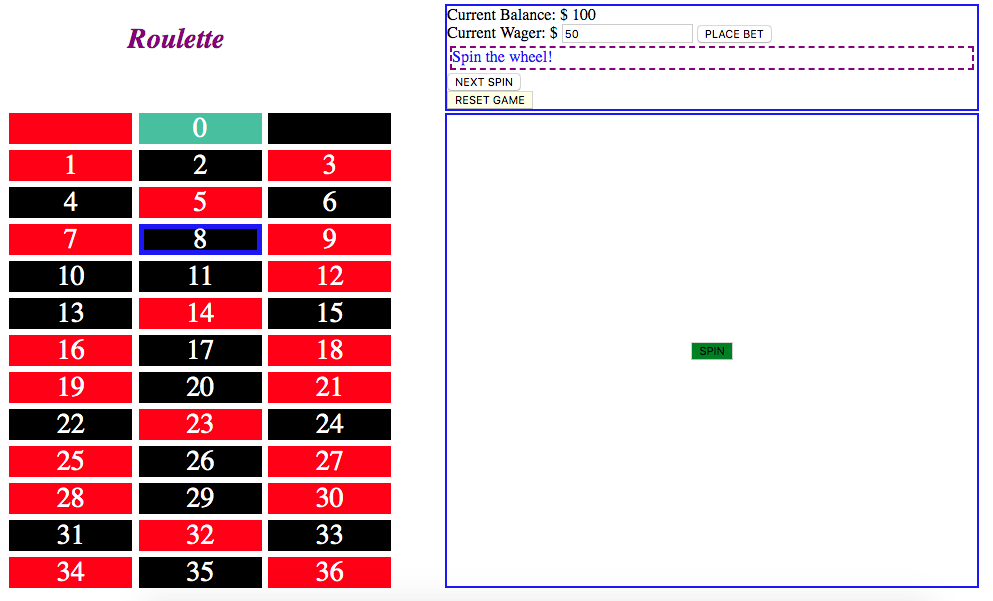 Roulette
Current Balance: $ 100
Current Wager: $ 50 PLACE BET
Spin the wheel!
NEXT SPIN
RESET GAME
0
1 2 3
4 5 6
7 8 9
10 11 12
13 14 15
16 17 18
19 20 21
22 23 24
25 26 27
28 29 30
31 32 33
34 35 36
SPIN